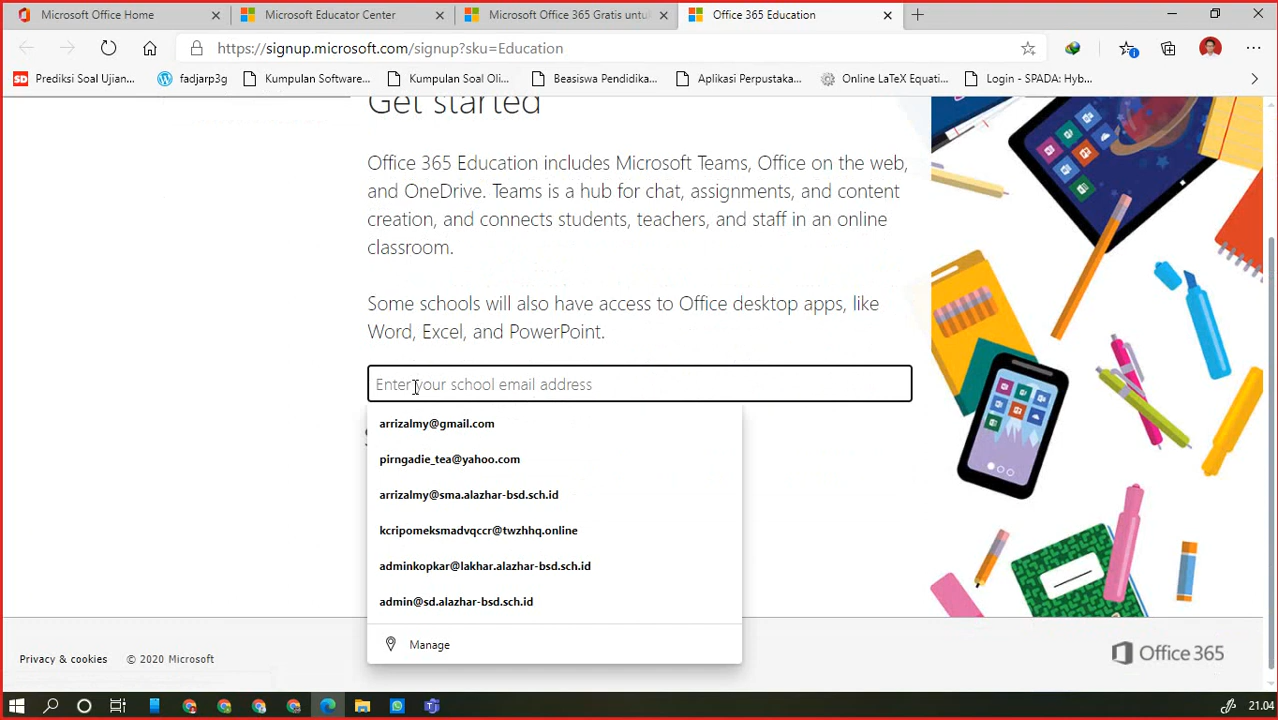 Microsoft Office Home
Microsoft Educator Center
Microsoft Office 365 Gratis untu
Office 365 Education
https://signup.microsoft.com/signup?sku=Education
SD Prediksi Soal Ujian...
fadjarp3g
Kumpulan Software...
Kumpulan Soal Oli...
Beasiswa Pendidika...
Aplikasi Perpustaka...
Online LaTeX Equati...
Login - SPADA: Hyb...
Get started
Office 365 Education includes Microsoft Teams, Office on the web,
and OneDrive. Teams is a hub for chat, assignments, and content
creation, and connects students, teachers, and staff in an online
classroom.
Some schools will also have access to Office desktop apps, like
Word, Excel, and PowerPoint.
Enter your school email address
arrizalmy@gmail.com
pirngadie_tea@yahoo.com
arrizalmy@sma.alazhar-bsd.sch.id
kcripomeksmadvqccr@twzhhq.online
adminkopkar@lakhar.alazhar-bsd.sch.id
admin@sd.alazhar-bsd.sch.id
Manage
Privacy & cookies © 2020 Microsoft
Office 365
21.04